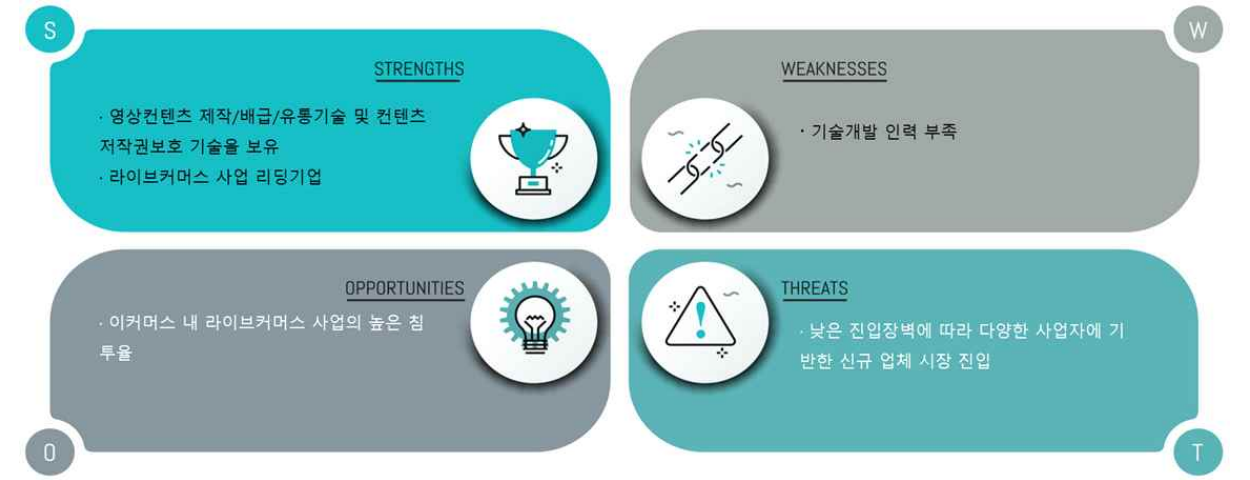 S
STRENGTHS
· 영상컨텐츠 제작/배급/유통기술 및 컨텐츠
저작권보호 기술을 보유
· 라이브커머스 사업 리딩기업
W
WEAKNESSES
· 기술개발 인력 부족
OPPORTUNITIES
· 이커머스 내 라이브커머스 사업의 높은 침
투율
O
THREATS
· 낮은 진입장벽에 따라 다양한 사업자에 기
반한 신규 업체 시장 진입
T